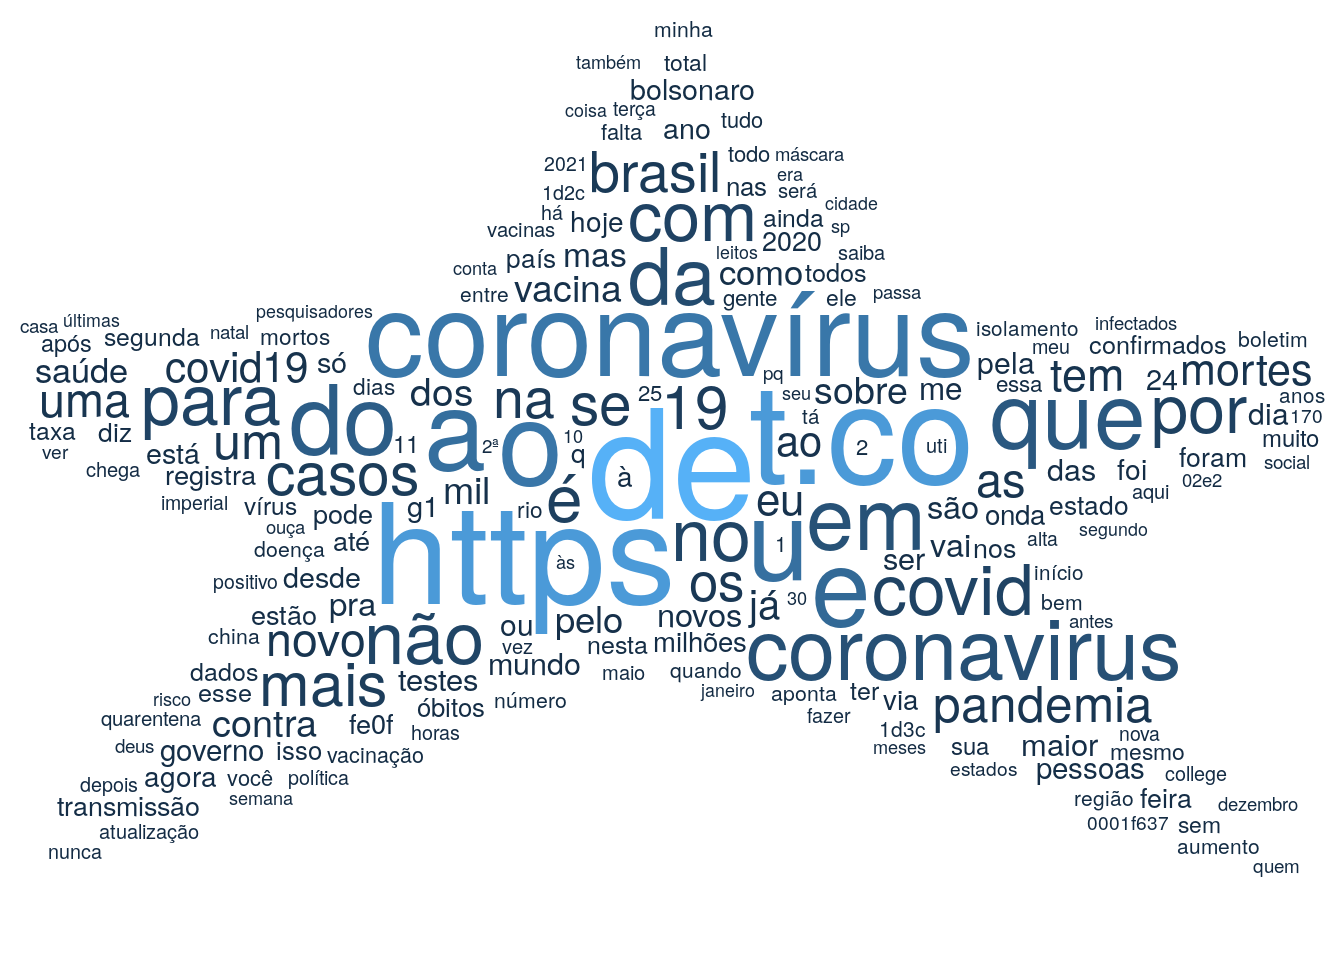 minha
também total
bolsonaro
coisa terça
falta ano tudo
2021 brasil todo máscara
1d2c nas era
será
há hoje com ainda cidade
vacinas 2020 sp
país mas leitos saiba
conta da como todos
entre vacina gente ele passa
casa últimas pesquisadores coronavírus isolamento infectados
após segunda natal mortos meu confirmados boletim
saúde covid19 só pq pela essa tem 24 mortes
uma para dias dos na se 25 19 seu sobre me anos
taxa diz do a o tá t.co que por dia 170
ver está um 11 2ª 10 q de ao 2 uti muito
chega registra casos à as das foi foram social
imperial vírus mil é eu são aqui 02e2
ouça pode g1 rio onda estado
doença até https às nou 1 em vai nos alta segundo
positivo desde os ser início
estão pra já 30 e covid bem
china novo não ou pelo novos antes
vez nesta milhões coronavirus
dados mundo maio quando
risco esse mais testes janeiro aponta ter via pandemia
quarentena contra fe0f óbitos número fazer
horas 1d3c nova
deus governo isso vacinação meses sua maior mesmo
depois agora você política estados pessoas college
transmissão semana região feira dezembro
atualização 0001f637 sem
nunca aumento
quem